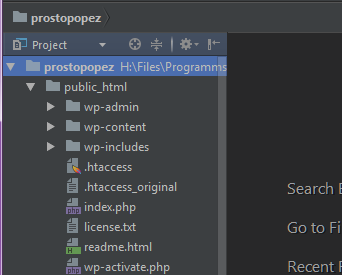 prostopopez
Project
prostopopez H:\Files\Programms
public_html
wp-admin
wp-content
wp-includes
.htaccess
.htaccess_original
index.php
license.txt
readme.html
wp-activate.php
Search E
Go to Fi
Recent F